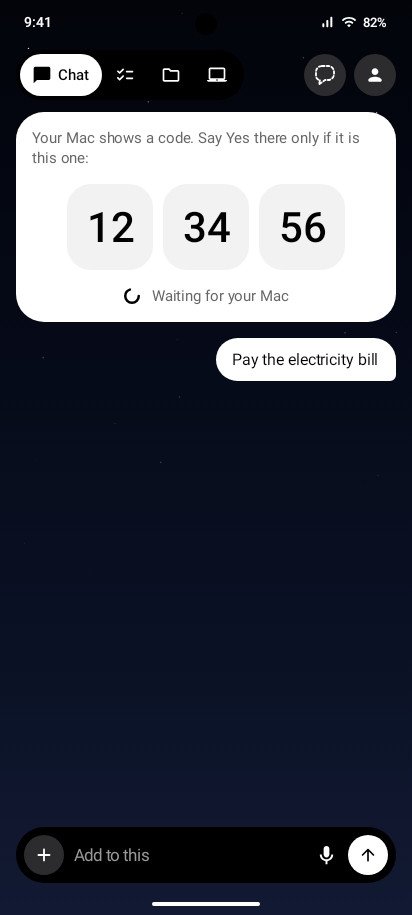 9:41
82%
Chat
Your Mac shows a code. Say Yes there only if it is
this one:
12 34 56
Waiting for your Mac
Pay the electricity bill
Add to this